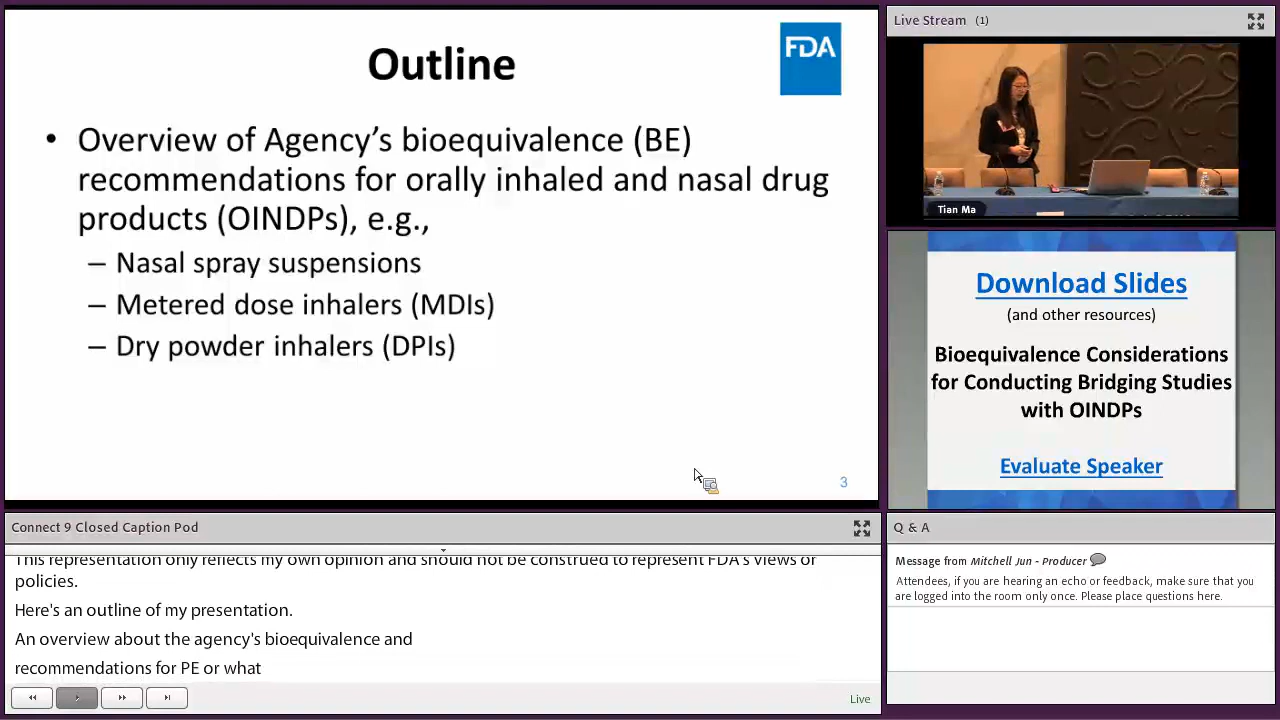 Outline
FDA
• Overview of Agency’s bioequivalence (BE)
recommendations for orally inhaled and nasal drug
products (OINDPs), e.g.,
– Nasal spray suspensions
– Metered dose inhalers (MDIs)
– Dry powder inhalers (DPIs)
3
Live Stream (1)
Tian Ma
Download Slides
(and other resources)
Bioequivalence Considerations
for Conducting Bridging Studies
with OINDPs
Evaluate Speaker
Connect 9 Closed Caption Pod
This representation only reflects my own opinion and should not be construed to represent FDA's views or
policies.
Here's an outline of my presentation.
An overview about the agency's bioequivalence and
recommendations for PE or what
Live
Q & A
Message from Mitchell Jun - Producer
Attendees, if you are hearing an echo or feedback, make sure that you
are logged into the room only once. Please place questions here.